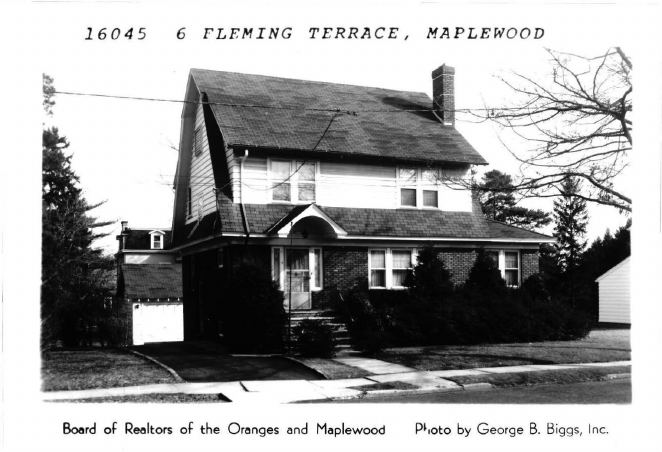 16045 6 FLEMING TERRACE, MAPLEWOOD
Board of Realtors of the Oranges and Maplewood Photo by George B. Biggs, Inc.